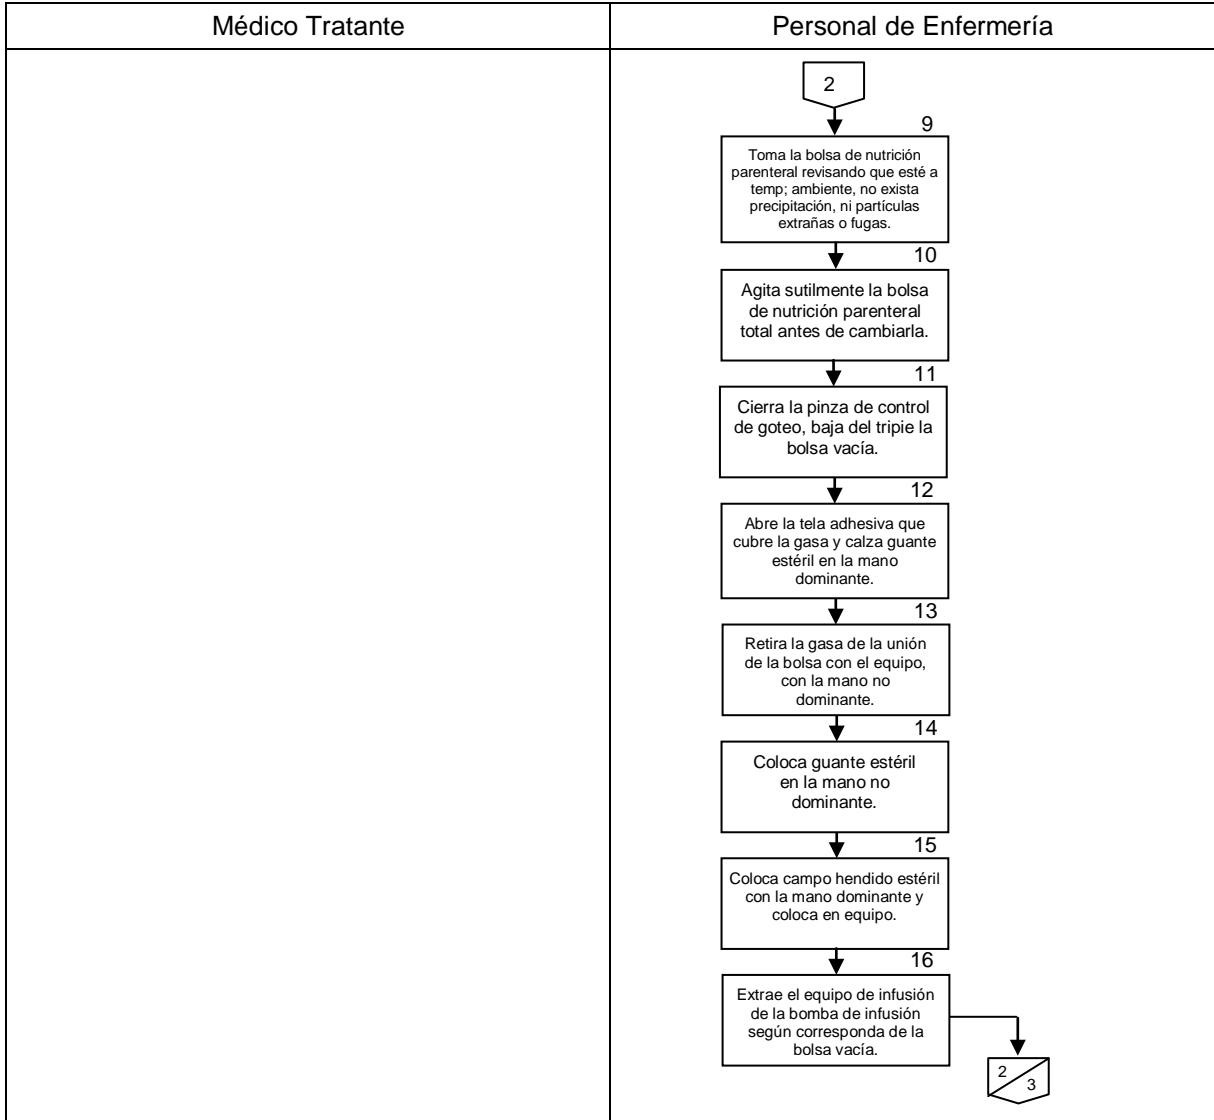 Médico Tratante
Personal de Enfermería
2
9
Toma la bolsa de nutrición
parenteral revisando que esté a
temp; ambiente, no exista
precipitación, ni partículas
extrañas o fugas.
10
Agita sutilmente la bolsa
de nutrición parenteral
total antes de cambiarla.
11
Cierra la pinza de control
de goteo, baja del tripie la
bolsa vacía.
12
Abre la tela adhesiva que
cubre la gasa y calza guante
estéril en la mano
dominante.
13
Retira la gasa de la unión
de la bolsa con el equipo,
con la mano no
dominante.
14
Coloca guante estéril
en la mano no
dominante.
15
Coloca campo hendido estéril
con la mano dominante y
coloca en equipo.
16
Extrae el equipo de infusión
de la bomba de infusión
según corresponda de la
bolsa vacía.
2
3